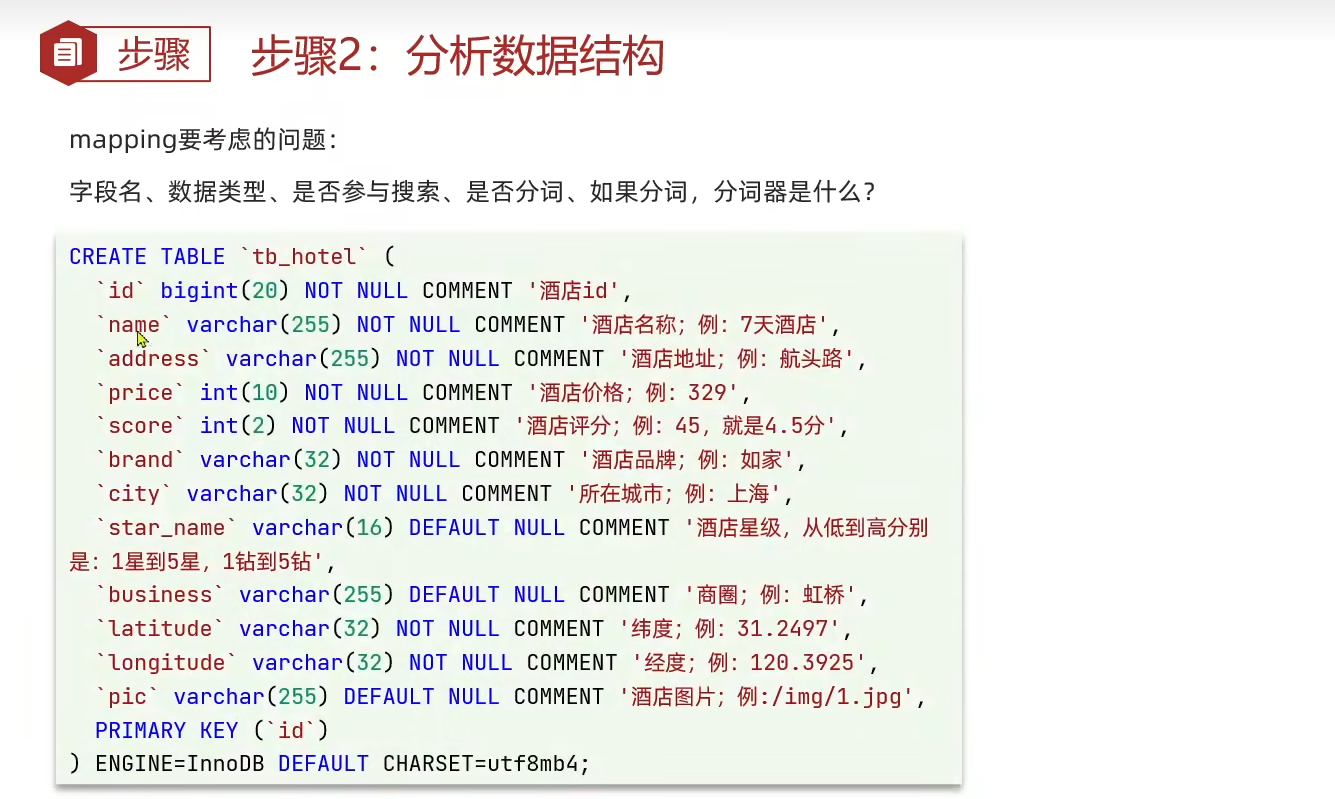 步骤 步骤2：分析数据结构
mapping要考虑的问题：
字段名、数据类型、是否参与搜索、是否分词、如果分词，分词器是什么？
CREATE TABLE `tb_hotel` (
  `id` bigint(20) NOT NULL COMMENT '酒店id',
  `name` varchar(255) NOT NULL COMMENT '酒店名称；例：7天酒店',
  `address` varchar(255) NOT NULL COMMENT '酒店地址；例：航头路',
  `price` int(10) NOT NULL COMMENT '酒店价格；例：329',
  `score` int(2) NOT NULL COMMENT '酒店评分；例：45，就是4.5分',
  `brand` varchar(32) NOT NULL COMMENT '酒店品牌；例：如家',
  `city` varchar(32) NOT NULL COMMENT '所在城市；例：上海',
  `star_name` varchar(16) DEFAULT NULL COMMENT '酒店星级，从低到高分别
是：1星到5星，1钻到5钻',
  `business` varchar(255) DEFAULT NULL COMMENT '商圈；例：虹桥',
  `latitude` varchar(32) NOT NULL COMMENT '纬度；例：31.2497',
  `longitude` varchar(32) NOT NULL COMMENT '经度；例：120.3925',
  `pic` varchar(255) DEFAULT NULL COMMENT '酒店图片；例:/img/1.jpg',
  PRIMARY KEY (`id`)
) ENGINE=InnoDB DEFAULT CHARSET=utf8mb4;